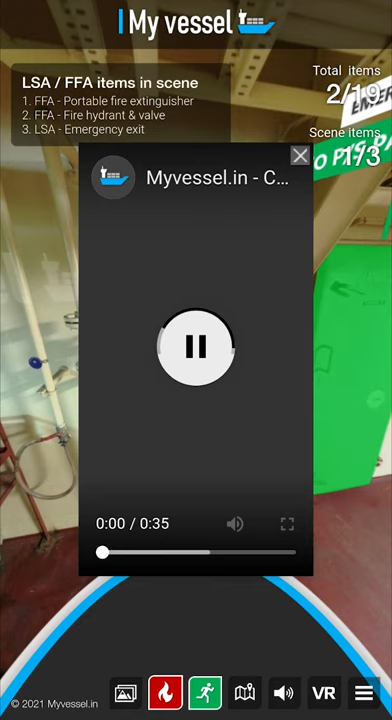 My vessel
LSA / FFA items in scene
1. FFA - Portable fire extinguisher
2. FFA - Fire hydrant & valve
3. LSA - Emergency exit
Total items
2/19
Scene items
1/3
Myvessel.in - C...
0:00 / 0:35
VR
© 2021 Myvessel.in